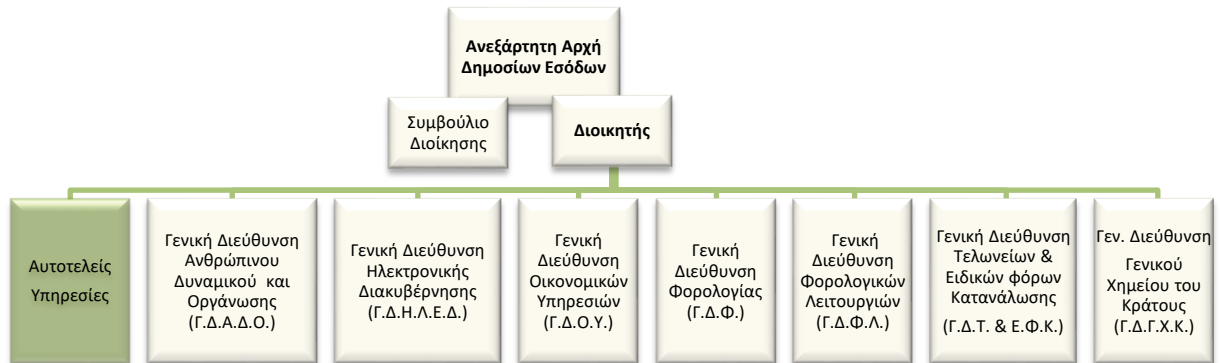 Ανεξάρτητη Αρχή
Δημοσίων Εσόδων
Συμβούλιο
Διοίκησης
Διοικητής
Αυτοτελείς
Υπηρεσίες
Γενική Διεύθυνση
Ανθρώπινου
Δυναμικού και
Οργάνωσης
(Γ.Δ.Α.Δ.Ο.)
Γενική Διεύθυνση
Ηλεκτρονικής
Διακυβέρνησης
(Γ.Δ.Η.Λ.Ε.Δ.)
Γενική
Διεύθυνση
Οικονομικών
Υπηρεσιών
(Γ.Δ.Ο.Υ.)
Γενική
Διεύθυνση
Φορολογίας
(Γ.Δ.Φ.)
Γενική
Διεύθυνση
Φορολογικών
Λειτουργιών
(Γ.Δ.Φ.Λ.)
Γενική Διεύθυνση
Τελωνείων &
Ειδικών φόρων
Κατανάλωσης
(Γ.Δ.Τ. & Ε.Φ.Κ.)
Γεν. Διεύθυνση
Γενικού
Χημείου του
Κράτους
(Γ.Δ.Γ.Χ.Κ.)